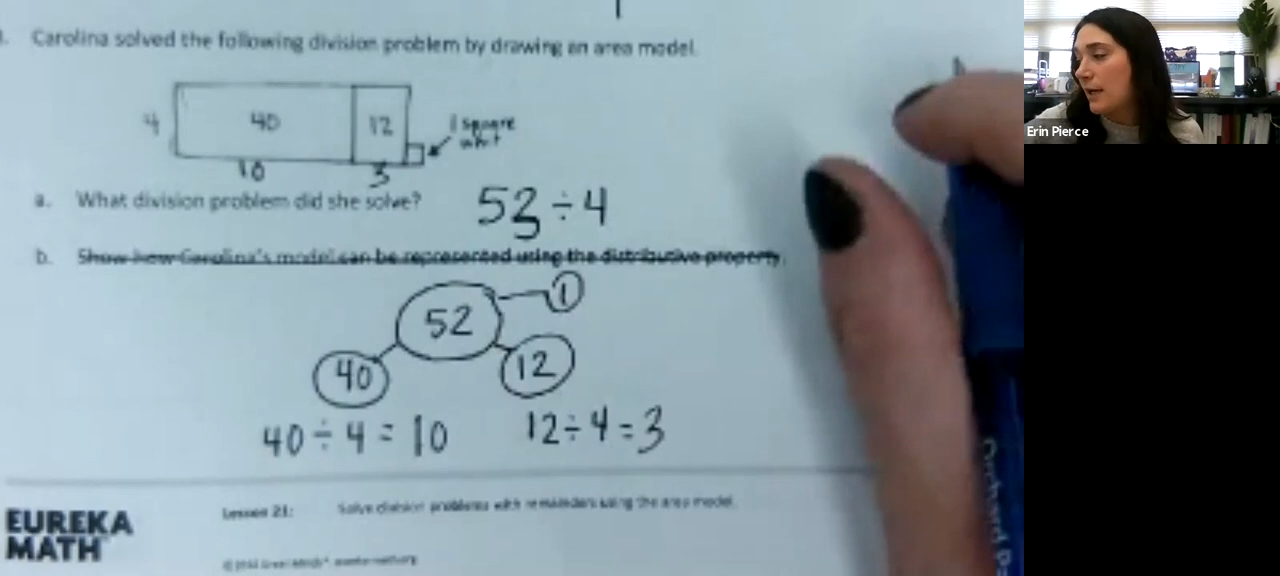 1. Carolina solved the following division problem by drawing an area model.
4 40 12 1 square unit
10 3
a. What division problem did she solve? 53 ÷ 4
b. Show how Carolina's model can be represented using the distributive property.
52 1
40 12
40 ÷ 4 = 10 12 ÷ 4 = 3
EUREKA MATH
Lesson 21: Solve division problems with remainders using the area model.
Erin Pierce